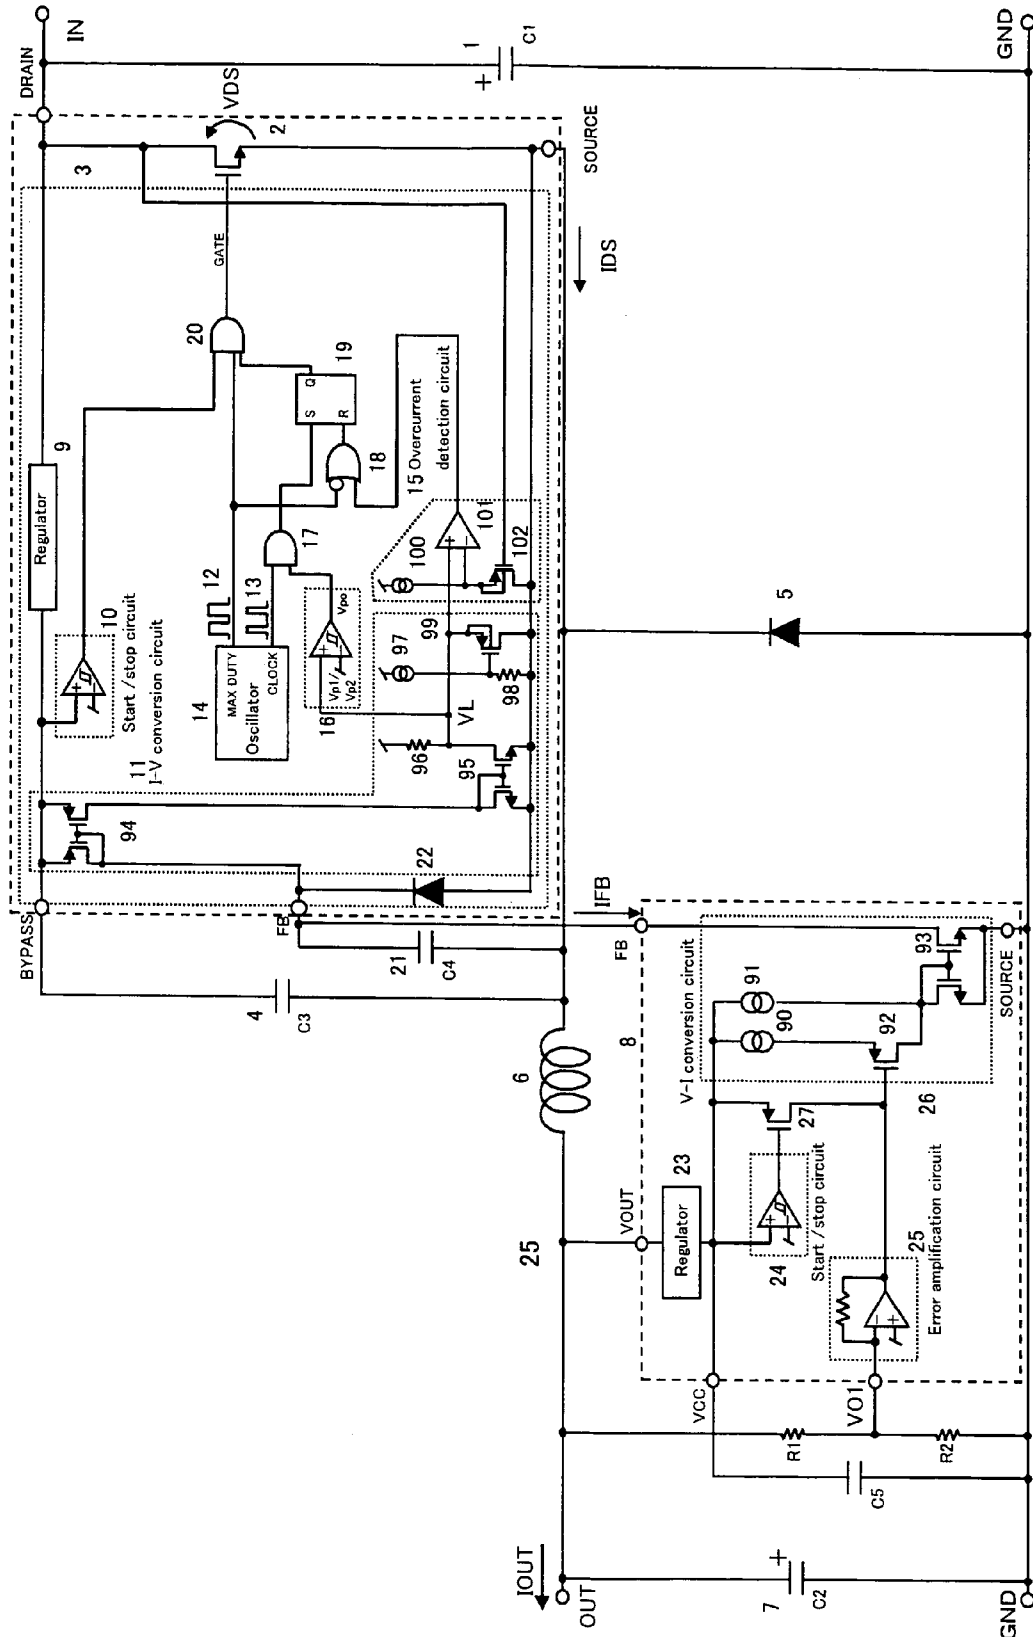 IN
DRAIN
1
+
C1
GND
VDS
2
3
SOURCE
IDS
GATE
20
19
Q
S
R
18
15 Overcurrent
detection circuit
9
Regulator
10
Start / stop circuit
11
I-V conversion circuit
12
13
14
MAX DUTY
Oscillator
CLOCK
17
16
Vp1/
Vp2
Vpo
+
-
100
101
102
97
98
99
VL
96
95
94
22
5
BYPASS
FB
21
C4
4
C3
IFB
FB
6
8
V-I conversion circuit
91
90
92
93
SOURCE
26
27
VOUT
23
Regulator
24
Start / stop circuit
25
Error amplification circuit
25
VCC
VO1
R1
R2
C5
IOUT
OUT
7
+
C2
GND